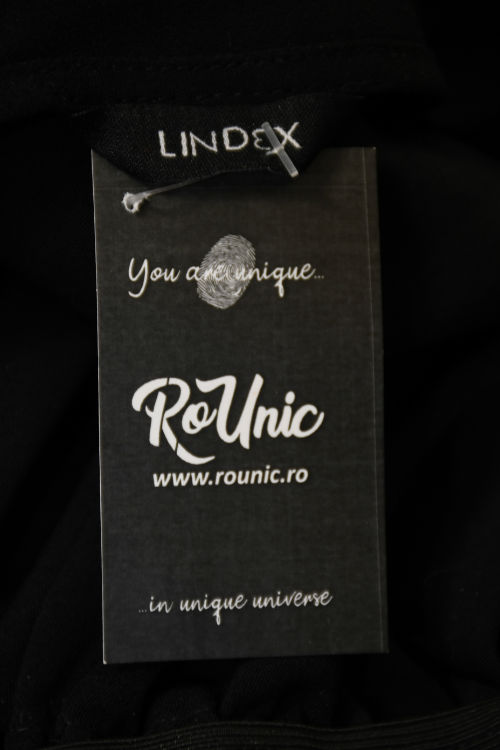 LINDEX
You are unique...
RoUnic
www.rounic.ro
...in unique universe